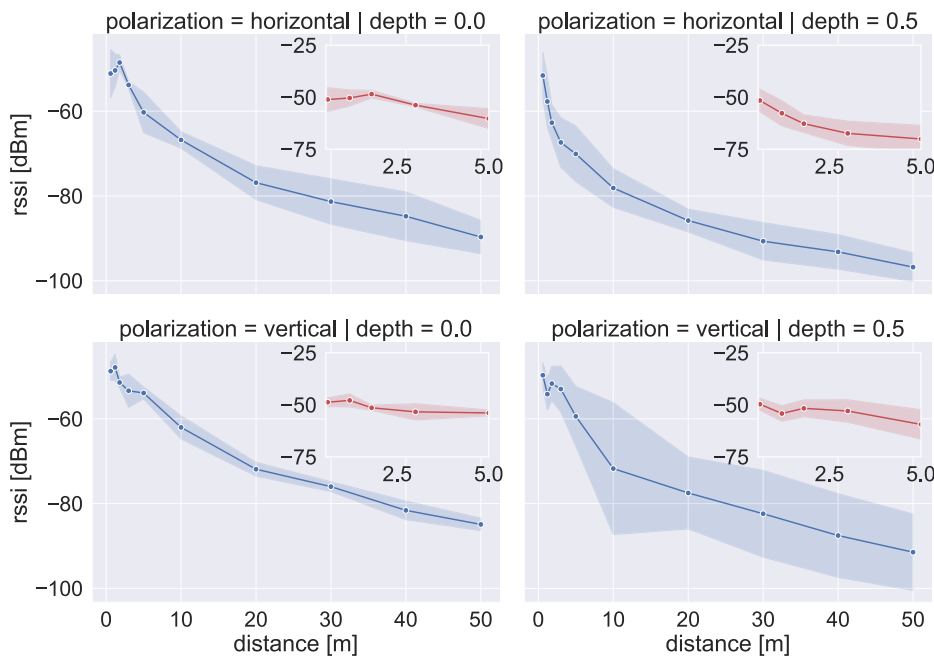 polarization = horizontal | depth = 0.0
polarization = horizontal | depth = 0.5
rssi [dBm]
−60
−80
−100
−25
−50
−75
2.5
5.0
−25
−50
−75
2.5
5.0
polarization = vertical | depth = 0.0
polarization = vertical | depth = 0.5
rssi [dBm]
−60
−80
−100
−25
−50
−75
2.5
5.0
−25
−50
−75
2.5
5.0
0 10 20 30 40 50
distance [m]
0 10 20 30 40 50
distance [m]